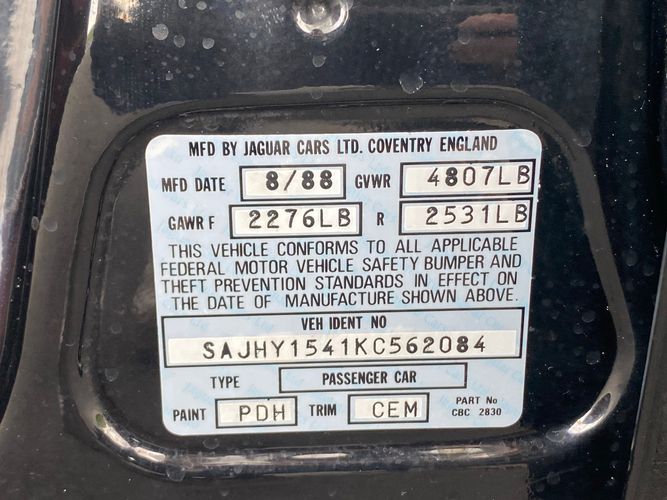 MFD BY JAGUAR CARS LTD. COVENTRY ENGLAND
MFD DATE 8/88 GVWR 4807LB
GAWR F 2276LB R 2531LB
THIS VEHICLE CONFORMS TO ALL APPLICABLE
FEDERAL MOTOR VEHICLE SAFETY BUMPER AND
THEFT PREVENTION STANDARDS IN EFFECT ON
THE DATE OF MANUFACTURE SHOWN ABOVE.
VEH IDENT NO
SAJHY1541KC562084
TYPE PASSENGER CAR
PAINT PDH TRIM CEM PART No
CBC 2830